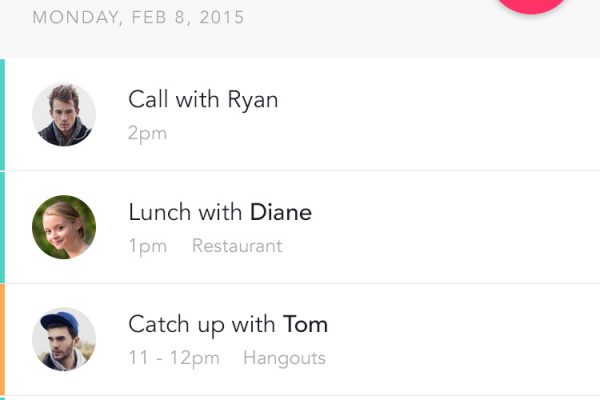 MONDAY, FEB 8, 2015
Call with Ryan
2pm
Lunch with Diane
1pm Restaurant
Catch up with Tom
11 - 12pm Hangouts